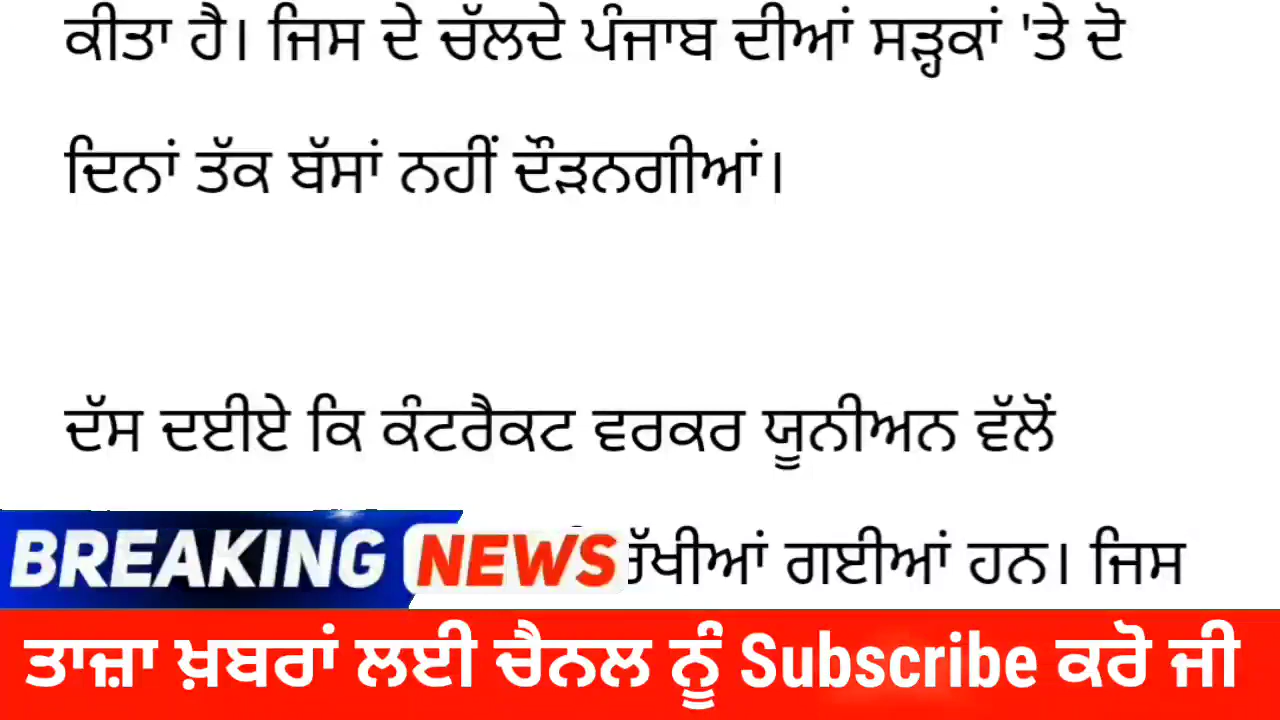 ਕੀਤਾ ਹੈ। ਜਿਸ ਦੇ ਚੱਲਦੇ ਪੰਜਾਬ ਦੀਆਂ ਸੜ੍ਹਕਾਂ 'ਤੇ ਦੋ
ਦਿਨਾਂ ਤੱਕ ਬੱਸਾਂ ਨਹੀਂ ਦੌੜਨਗੀਆਂ।
ਦੱਸ ਦਈਏ ਕਿ ਕੰਟਰੈਕਟ ਵਰਕਰ ਯੂਨੀਅਨ ਵੱਲੋਂ
BREAKING NEWS ਗਈਆਂ ਹਨ। ਜਿਸ
ਤਾਜ਼ਾ ਖ਼ਬਰਾਂ ਲਈ ਚੈਨਲ ਨੂੰ Subscribe ਕਰੋ ਜੀ